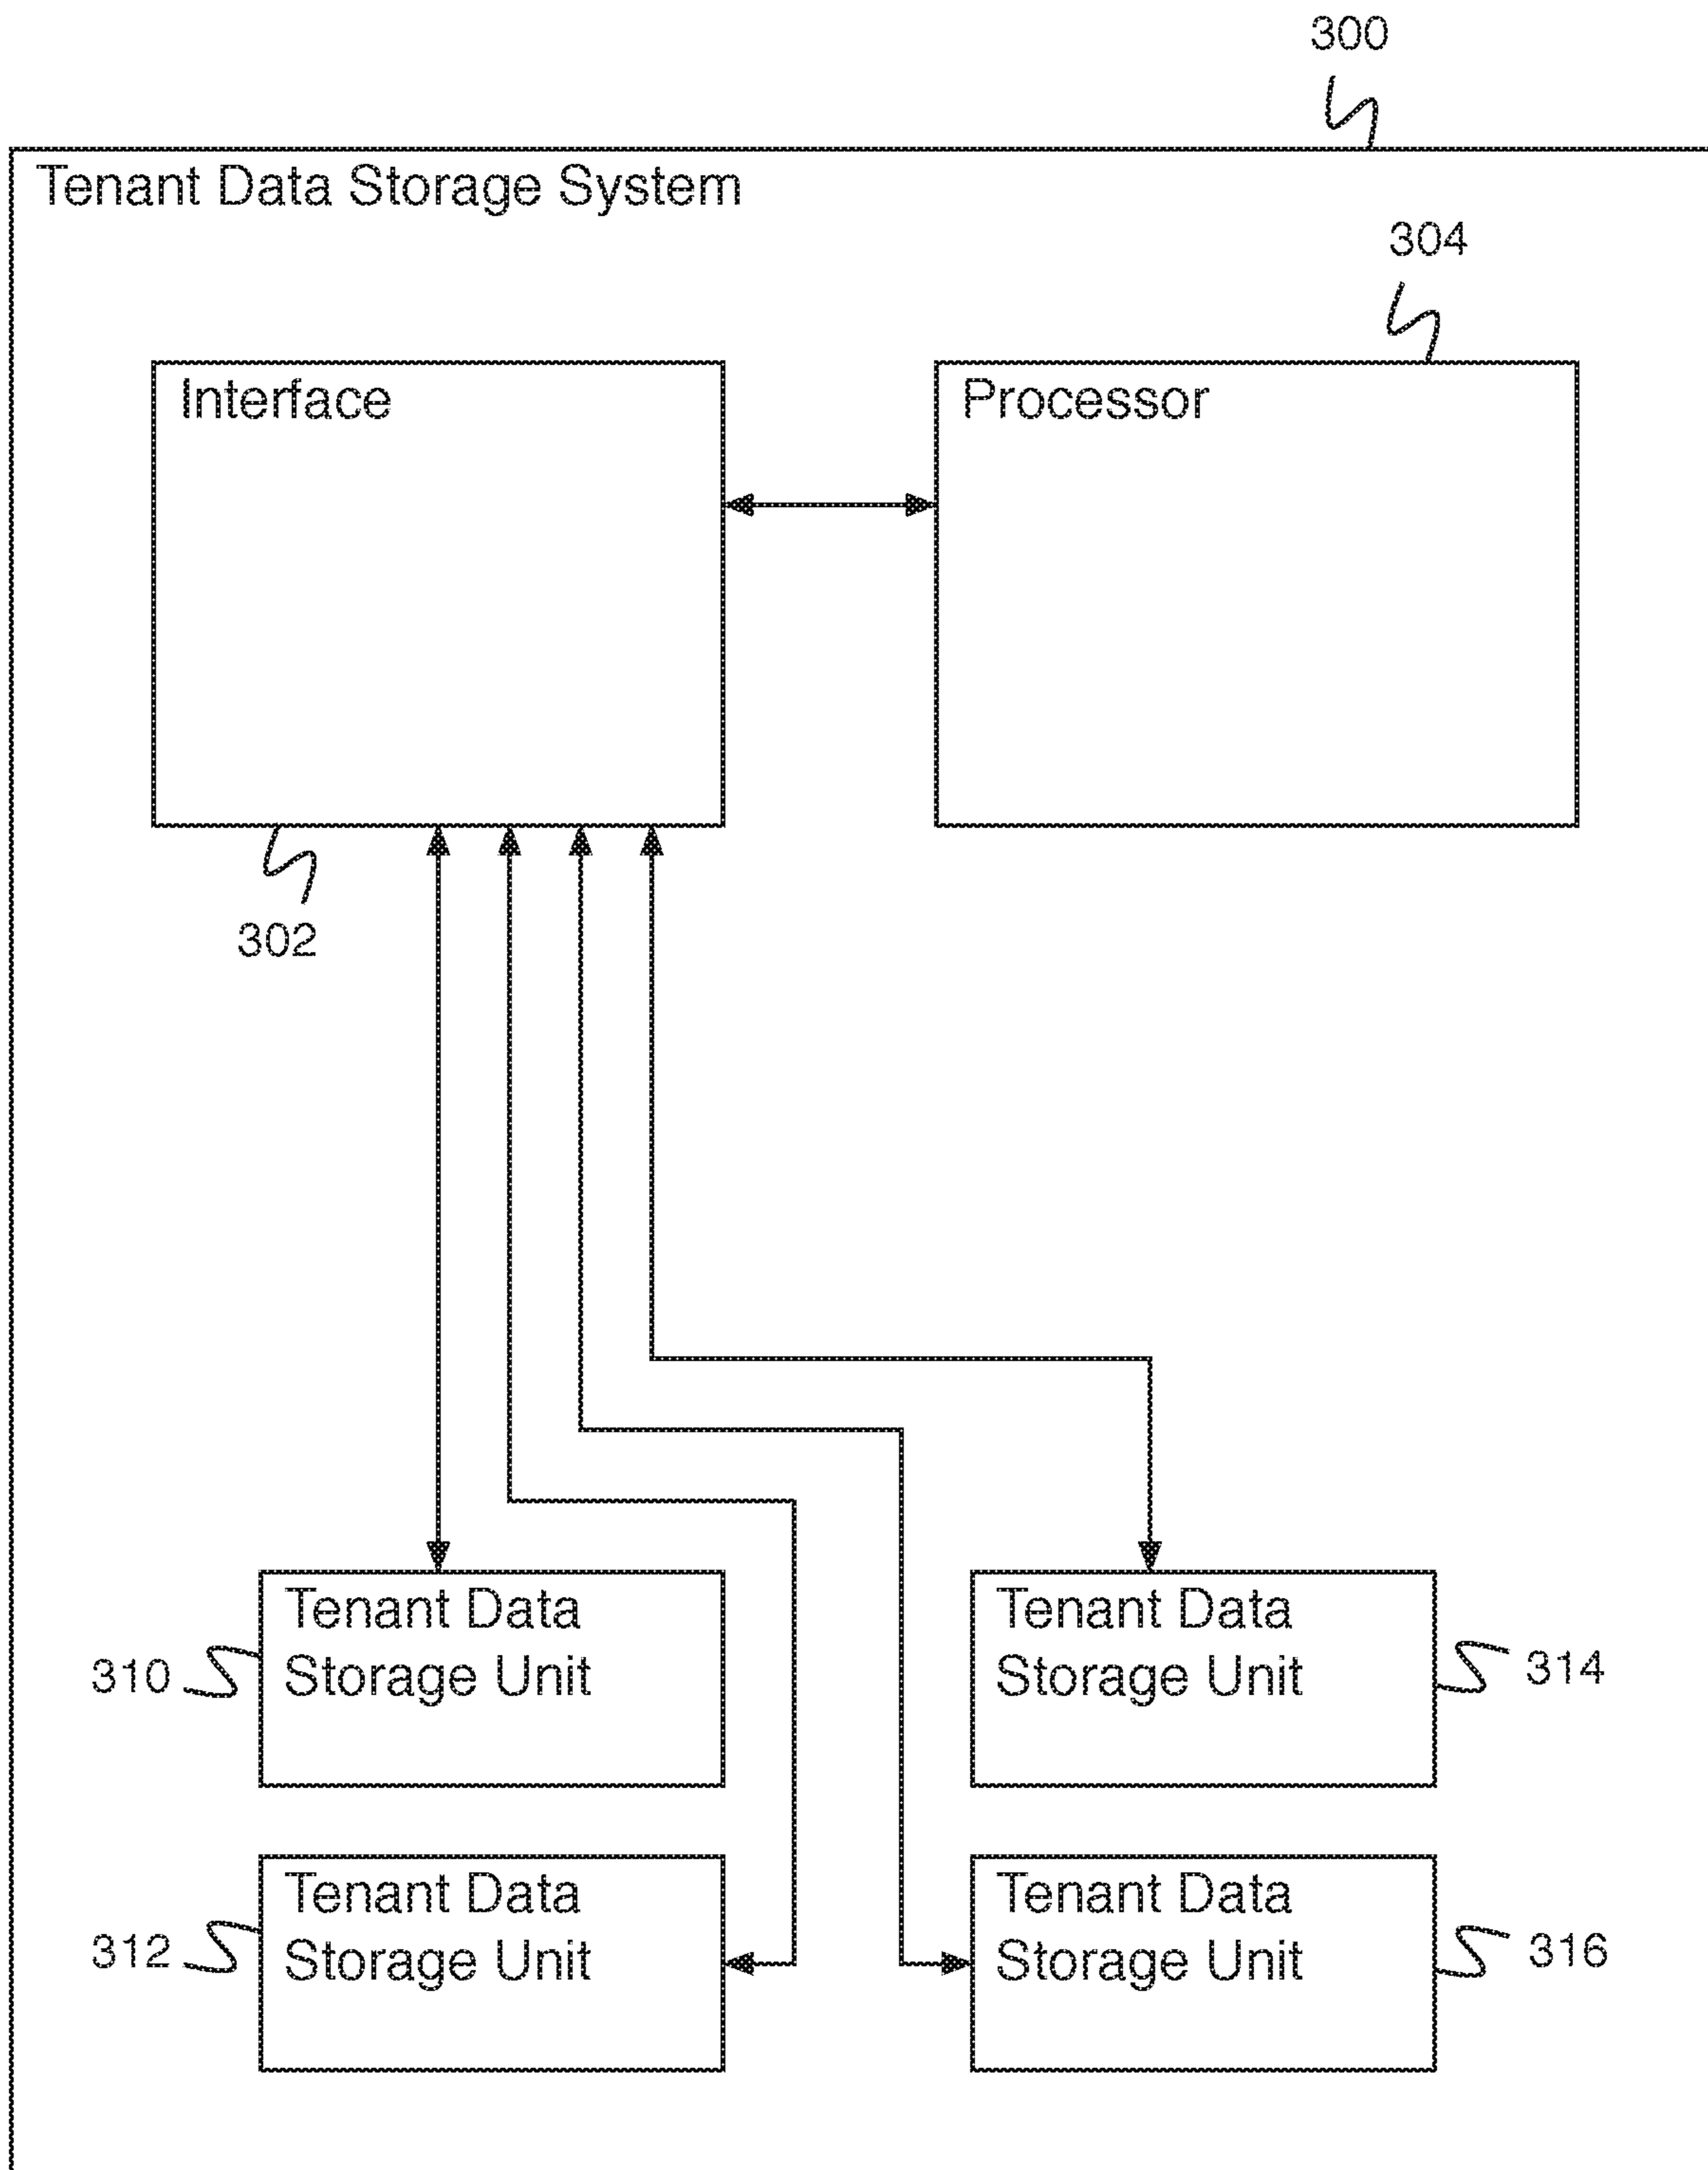 300
Tenant Data Storage System
304
Interface
Processor
302
Tenant Data
Storage Unit
310
Tenant Data
Storage Unit
314
Tenant Data
Storage Unit
312
Tenant Data
Storage Unit
316